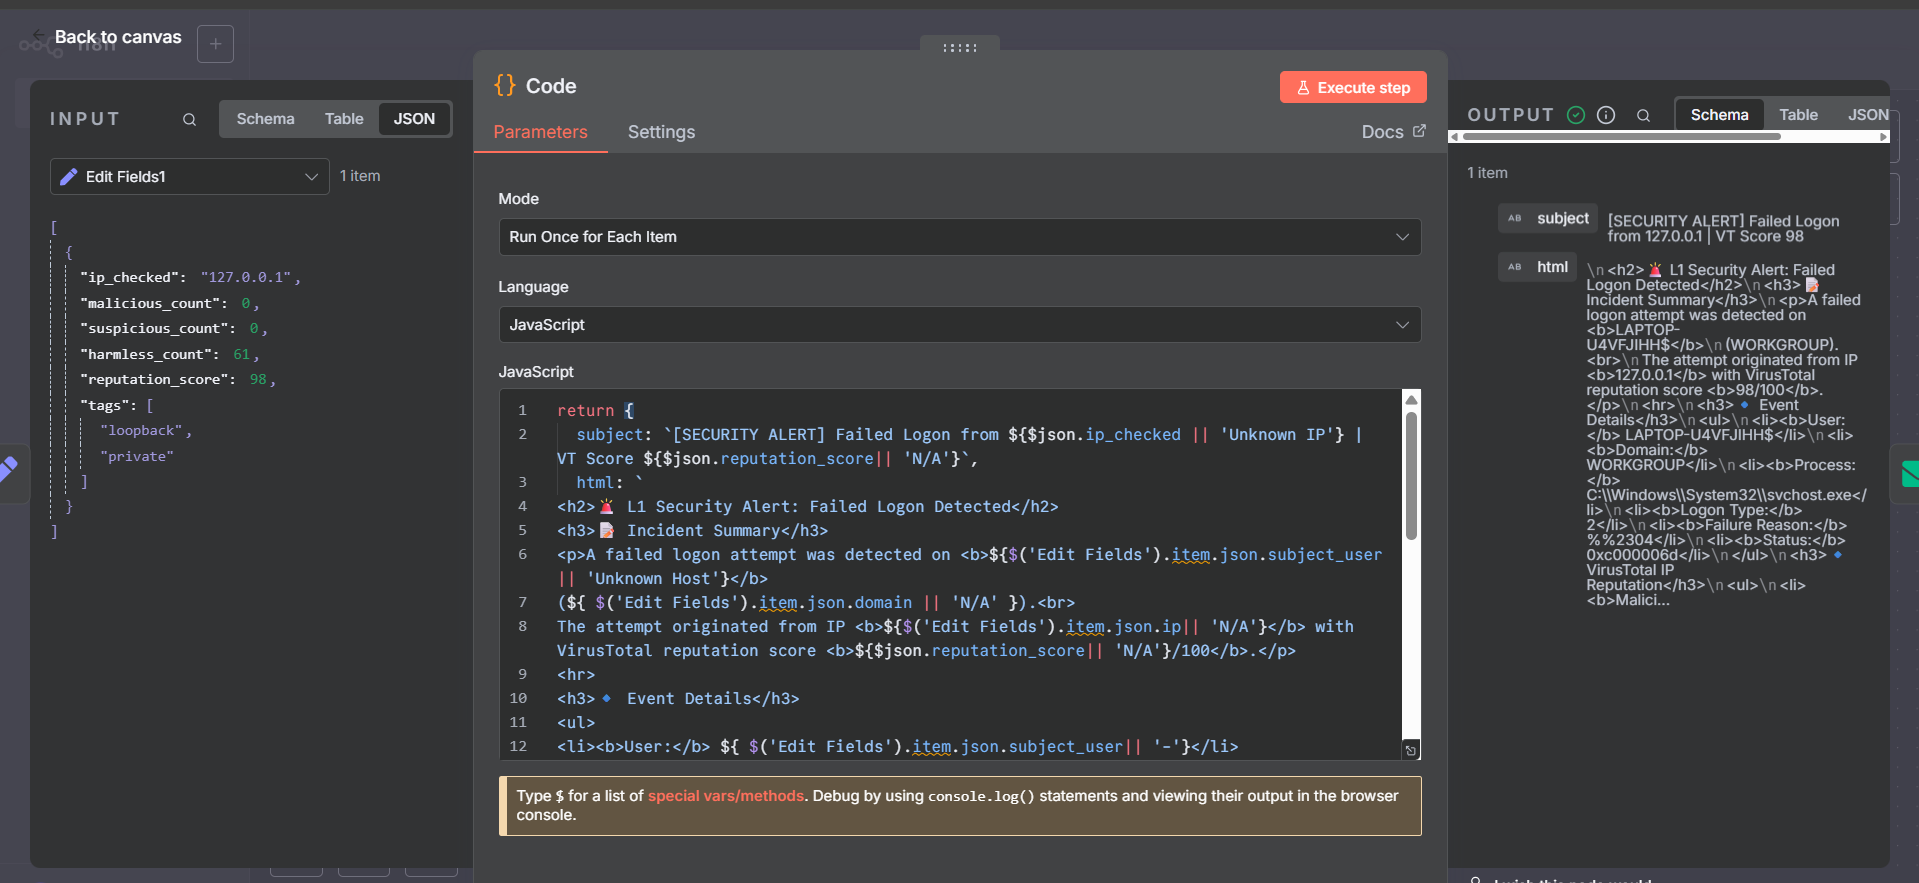 Back to canvas
n8n
INPUT
Schema
Table
JSON
Edit Fields1
1 item
[
{
"ip_checked": "127.0.0.1",
"malicious_count": 0,
"suspicious_count": 0,
"harmless_count": 61,
"reputation_score": 98,
"tags": [
"loopback",
"private"
]
}
]
{} Code
Execute step
Parameters
Settings
Docs
Mode
Run Once for Each Item
Language
JavaScript
JavaScript
1 return {
2 subject: `[SECURITY ALERT] Failed Logon from ${$json.ip_checked || 'Unknown IP'} |
VT Score ${$json.reputation_score|| 'N/A'}`,
3 html: `
4 <h2>🚨 L1 Security Alert: Failed Logon Detected</h2>
5 <h3>📝 Incident Summary</h3>
6 <p>A failed logon attempt was detected on <b>${$('Edit Fields').item.json.subject_user
|| 'Unknown Host'}</b>
7 (${ $('Edit Fields').item.json.domain || 'N/A' }).<br>
8 The attempt originated from IP <b>${$('Edit Fields').item.json.ip|| 'N/A'}</b> with
VirusTotal reputation score <b>${$json.reputation_score|| 'N/A'}/100</b>.</p>
9 <hr>
10 <h3>🔹 Event Details</h3>
11 <ul>
12 <li><b>User:</b> ${ $('Edit Fields').item.json.subject_user|| '-'}</li>
Type $ for a list of special vars/methods. Debug by using console.log() statements and viewing their output in the browser
console.
OUTPUT
Schema
Table
JSON
1 item
AB subject
[SECURITY ALERT] Failed Logon
from 127.0.0.1 | VT Score 98
AB html
\n<h2>🚨 L1 Security Alert: Failed
Logon Detected</h2>\n<h3>📝
Incident Summary</h3>\n<p>A failed
logon attempt was detected on
<b>LAPTOP-
U4VFJIHH$</b>\n(WORKGROUP).
<br>\nThe attempt originated from IP
<b>127.0.0.1</b> with VirusTotal
reputation score <b>98/100</b>.
</p>\n<hr>\n<h3>🔹 Event
Details</h3>\n<ul>\n<li><b>User:
</b> LAPTOP-U4VFJIHH$</li>\n<li>
<b>Domain:</b>
WORKGROUP</li>\n<li><b>Process:
</b>
C:\\Windows\\System32\\svchost.exe</
li>\n<li><b>Logon Type:</b>
2</li>\n<li><b>Failure Reason:</b>
%%2304</li>\n<li><b>Status:</b>
0xc000006d</li>\n</ul>\n<h3>🔹
VirusTotal IP
Reputation</h3>\n<ul>\n<li>
<b>Malici...
I wish this node would